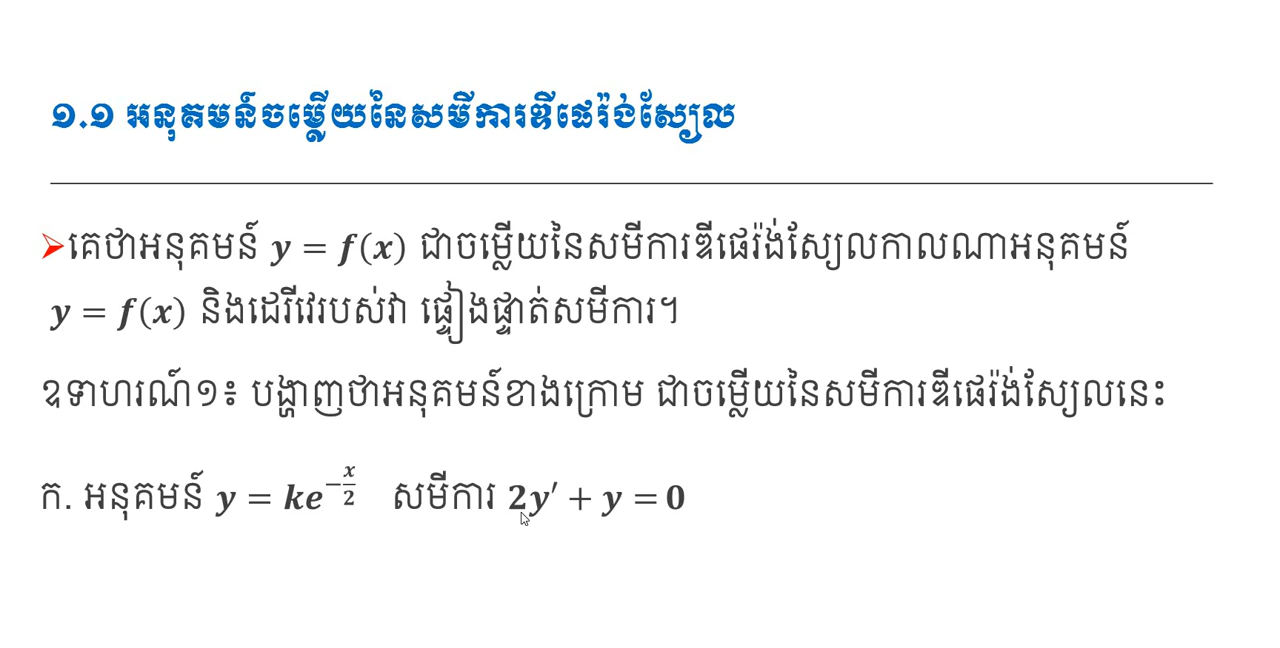 ១.១ អនុគមន៍ចម្លើយនៃសមីការឌីផេរ៉ង់ស្យែល
➢គេថាអនុគមន៍ y = f(x) ជាចម្លើយនៃសមីការឌីផេរ៉ង់ស្យែលកាលណាអនុគមន៍
y = f(x) និងដេរីវេរបស់វា ផ្ទៀងផ្ទាត់សមីការ។
ឧទាហរណ៍១៖ បង្ហាញថាអនុគមន៍ខាងក្រោម ជាចម្លើយនៃសមីការឌីផេរ៉ង់ស្យែលនេះ
ក. អនុគមន៍ y = ke^{-\frac{x}{2}} សមីការ 2y′ + y = 0